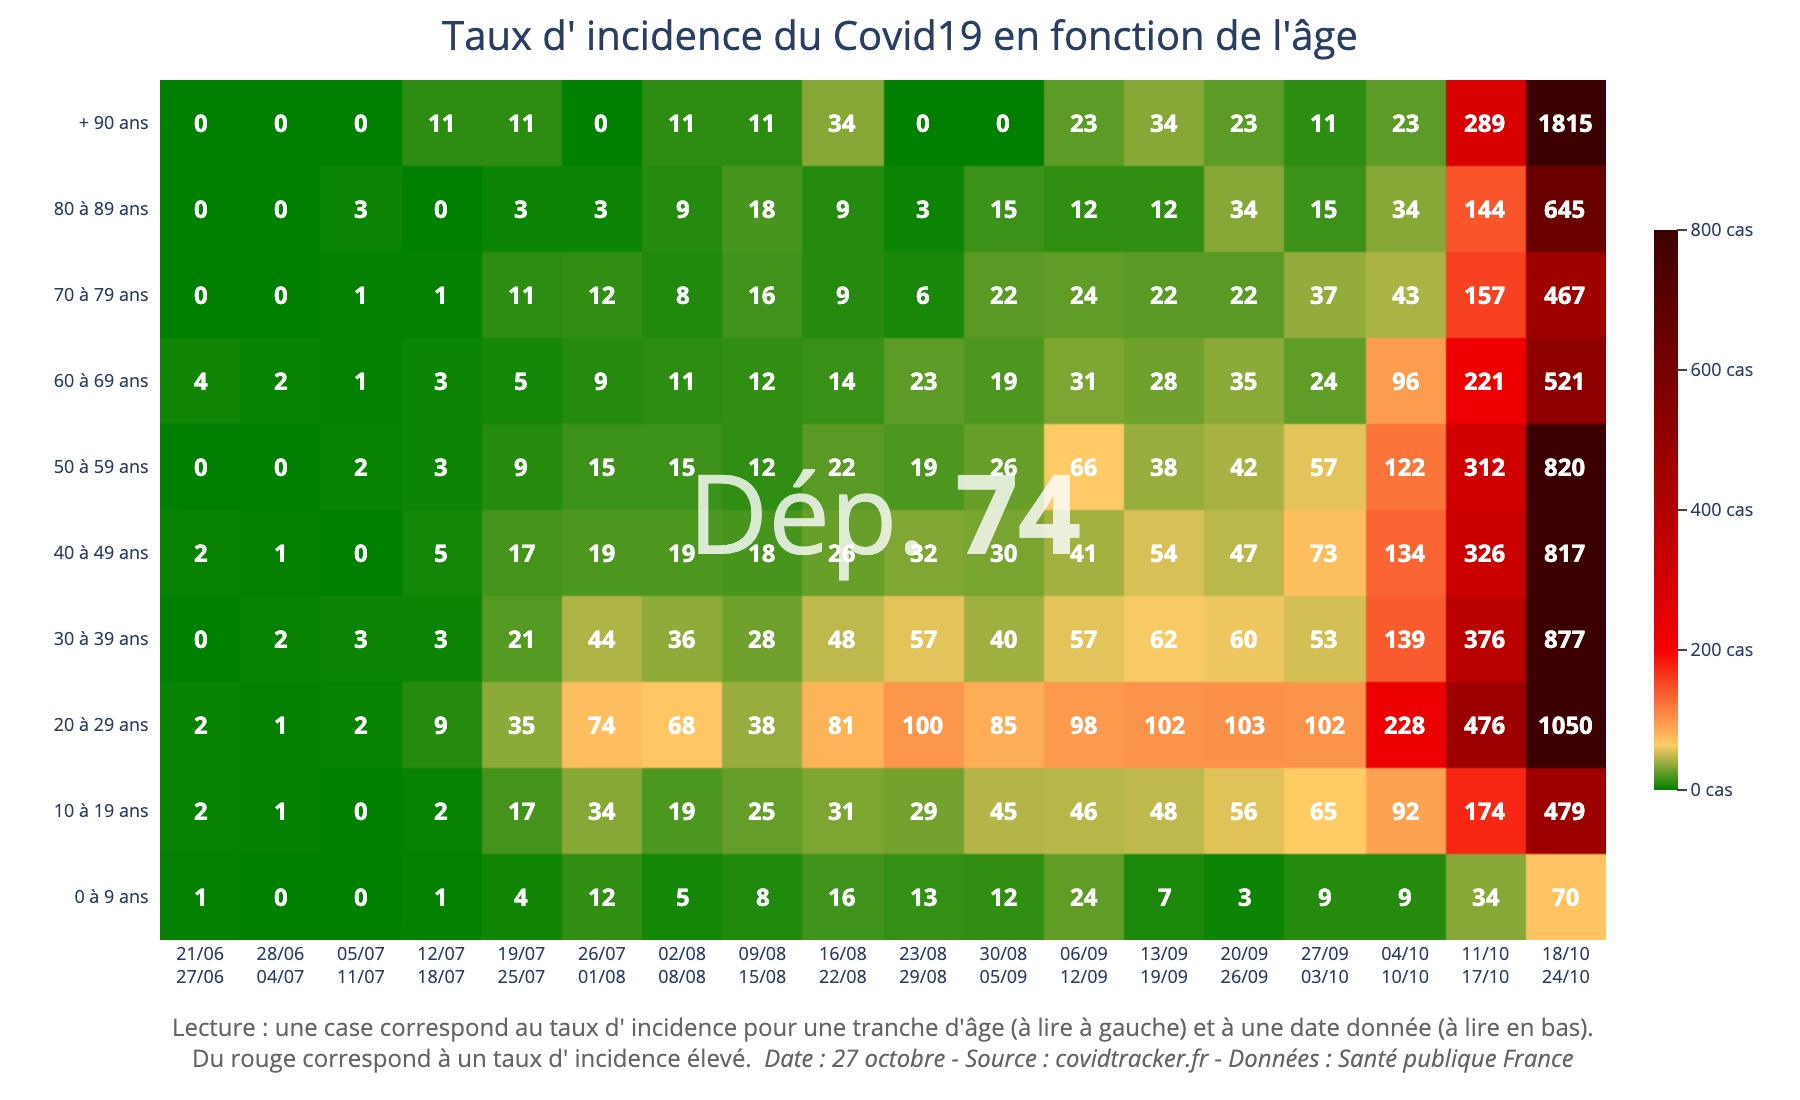 Taux d' incidence du Covid19 en fonction de l'âge
+ 90 ans 0 0 0 11 11 0 11 11 34 0 0 23 34 23 11 23 289 1815
80 à 89 ans 0 0 3 0 3 3 9 18 9 3 15 12 12 34 15 34 144 645
70 à 79 ans 0 0 1 1 11 12 8 16 9 6 22 24 22 22 37 43 157 467
60 à 69 ans 4 2 1 3 5 9 11 12 14 23 19 31 28 35 24 96 221 521
50 à 59 ans 0 0 2 3 9 15 15 12 22 19 26 66 38 42 57 122 312 820
Dép. 74
40 à 49 ans 2 1 0 5 17 19 19 18 26 32 30 41 54 47 73 134 326 817
30 à 39 ans 0 2 3 3 21 44 36 28 48 57 40 57 62 60 53 139 376 877
20 à 29 ans 2 1 2 9 35 74 68 38 81 100 85 98 102 103 102 228 476 1050
10 à 19 ans 2 1 0 2 17 34 19 25 31 29 45 46 48 56 65 92 174 479
0 à 9 ans 1 0 0 1 4 12 5 8 16 13 12 24 7 3 9 9 34 70
21/06 28/06 05/07 12/07 19/07 26/07 02/08 09/08 16/08 23/08 30/08 06/09 13/09 20/09 27/09 04/10 11/10 18/10
27/06 04/07 11/07 18/07 25/07 01/08 08/08 15/08 22/08 29/08 05/09 12/09 19/09 26/09 03/10 10/10 17/10 24/10
800 cas
600 cas
400 cas
200 cas
0 cas
Lecture : une case correspond au taux d' incidence pour une tranche d'âge (à lire à gauche) et à une date donnée (à lire en bas).
Du rouge correspond à un taux d' incidence élevé. Date : 27 octobre - Source : covidtracker.fr - Données : Santé publique France